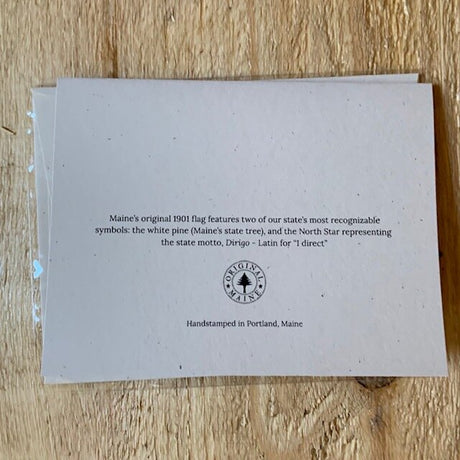 Maine's original 1901 flag features two of our state's most recognizable
symbols: the white pine (Maine's state tree), and the North Star representing
the state motto, Dirigo - Latin for "I direct"
ORIGINAL
MAINE
Handstamped in Portland, Maine